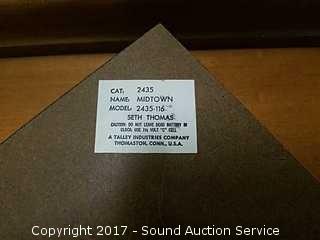 CAT: 2435
NAME: MIDTOWN
MODEL: 2435-116
SETH THOMAS
CAUTION: DO NOT LEAVE DEAD BATTERY IN
CLOCK. USE 1½ VOLT "C" CELL
A TALLEY INDUSTRIES COMPANY
THOMASTON, CONN., U.S.A.
Copyright 2017 - Sound Auction Service